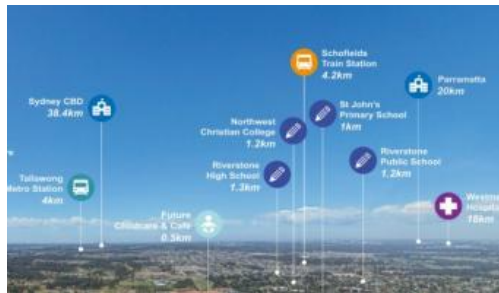 Schofields
Train Station
4.2km
Parramatta
20km
Sydney CBD
38.4km
St John's
Primary School
1km
Northwest
Christian College
1.2km
Riverstone
Public School
1.2km
Riverstone
High School
1.3km
Tallawong
Metro Station
4km
Future
Childcare & Cafe
0.5km
Westm
Hospita
18km